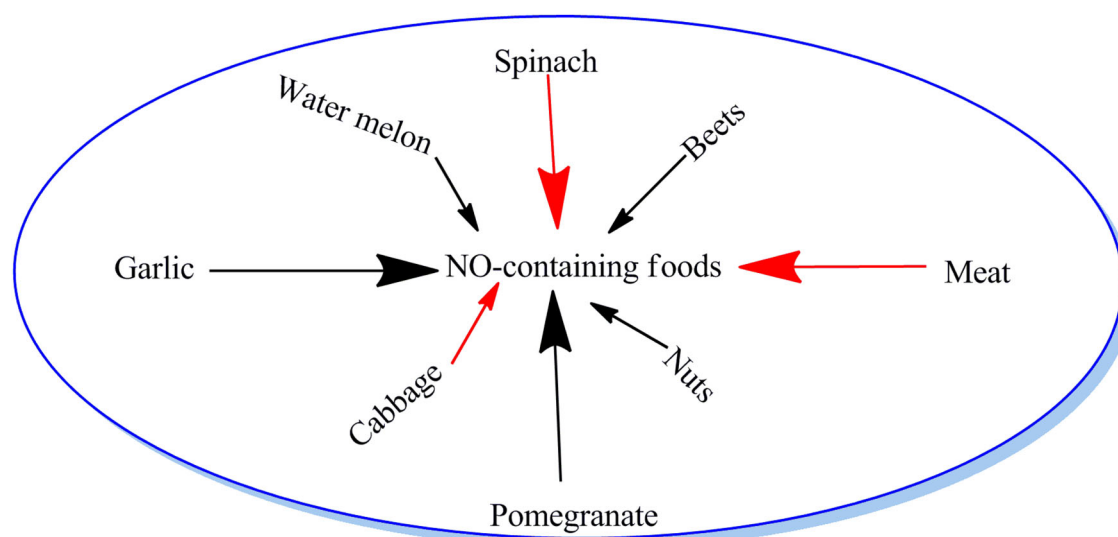 Spinach
Water melon
Beets
Garlic
NO-containing foods
Meat
Cabbage
Nuts
Pomegranate